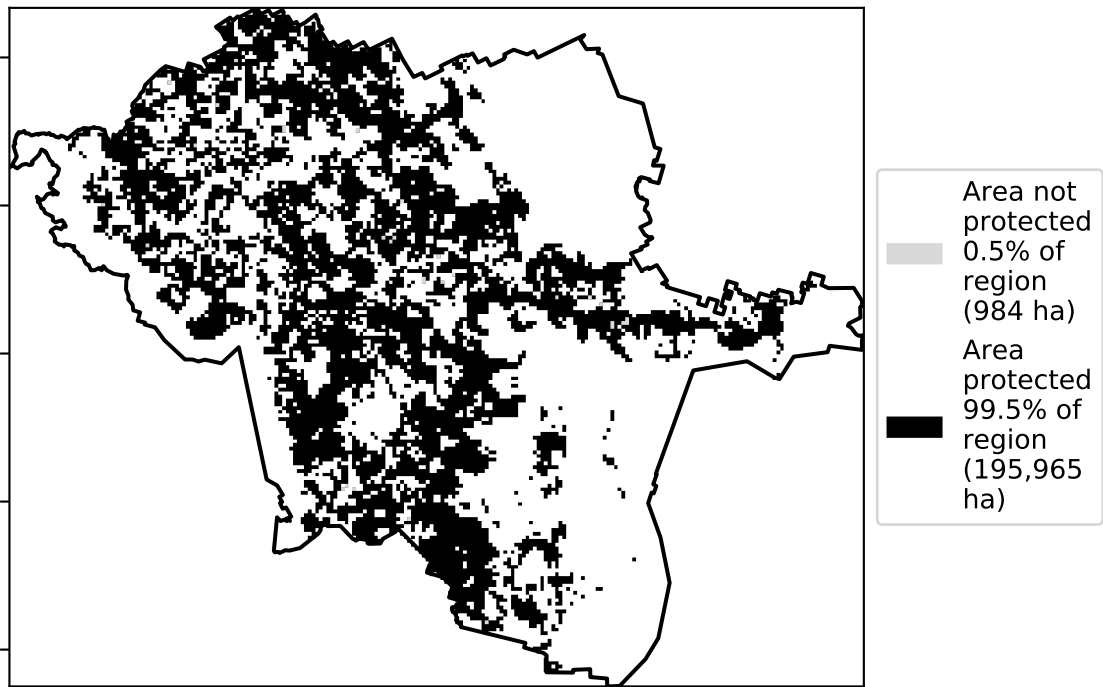 Area not
protected
0.5% of
region
(984 ha)
Area
protected
99.5% of
region
(195,965
ha)